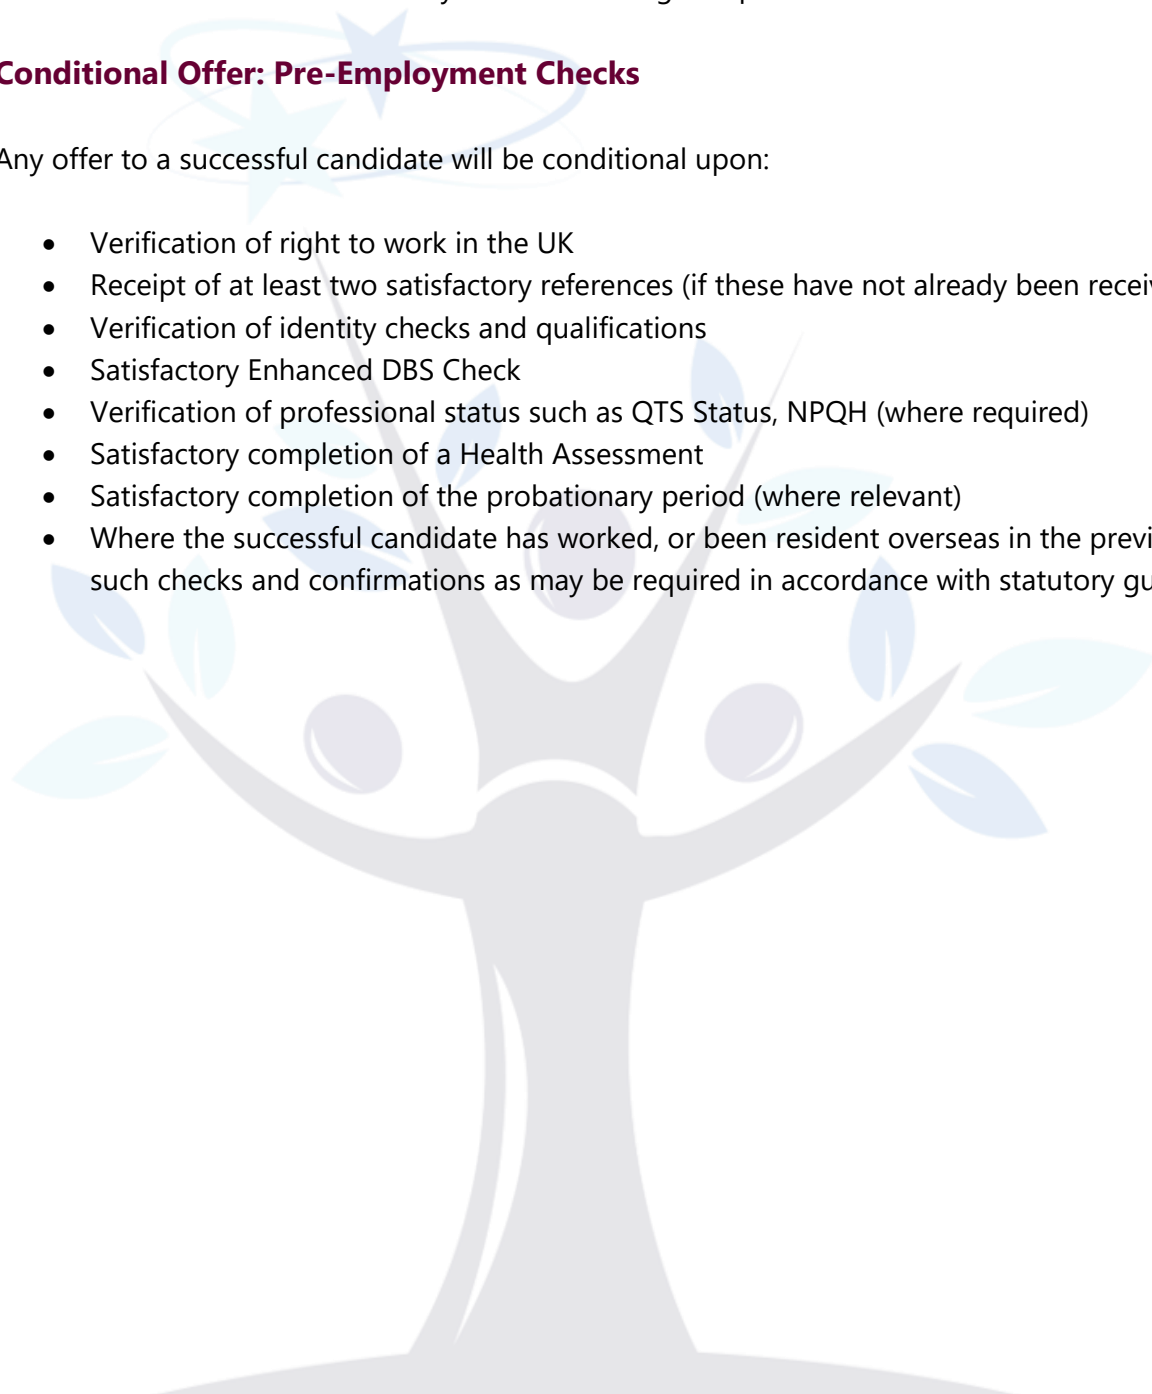 Conditional Offer: Pre-Employment Checks
Any offer to a successful candidate will be conditional upon:
• Verification of right to work in the UK
• Receipt of at least two satisfactory references (if these have not already been
• Verification of identity checks and qualifications
• Satisfactory Enhanced DBS Check
• Verification of professional status such as QTS Status, NPQH (where required)
• Satisfactory completion of a Health Assessment
• Satisfactory completion of the probationary period (where relevant)
• Where the successful candidate has worked, or been resident overseas in the
such checks and confirmations as may be required in accordance with statutory